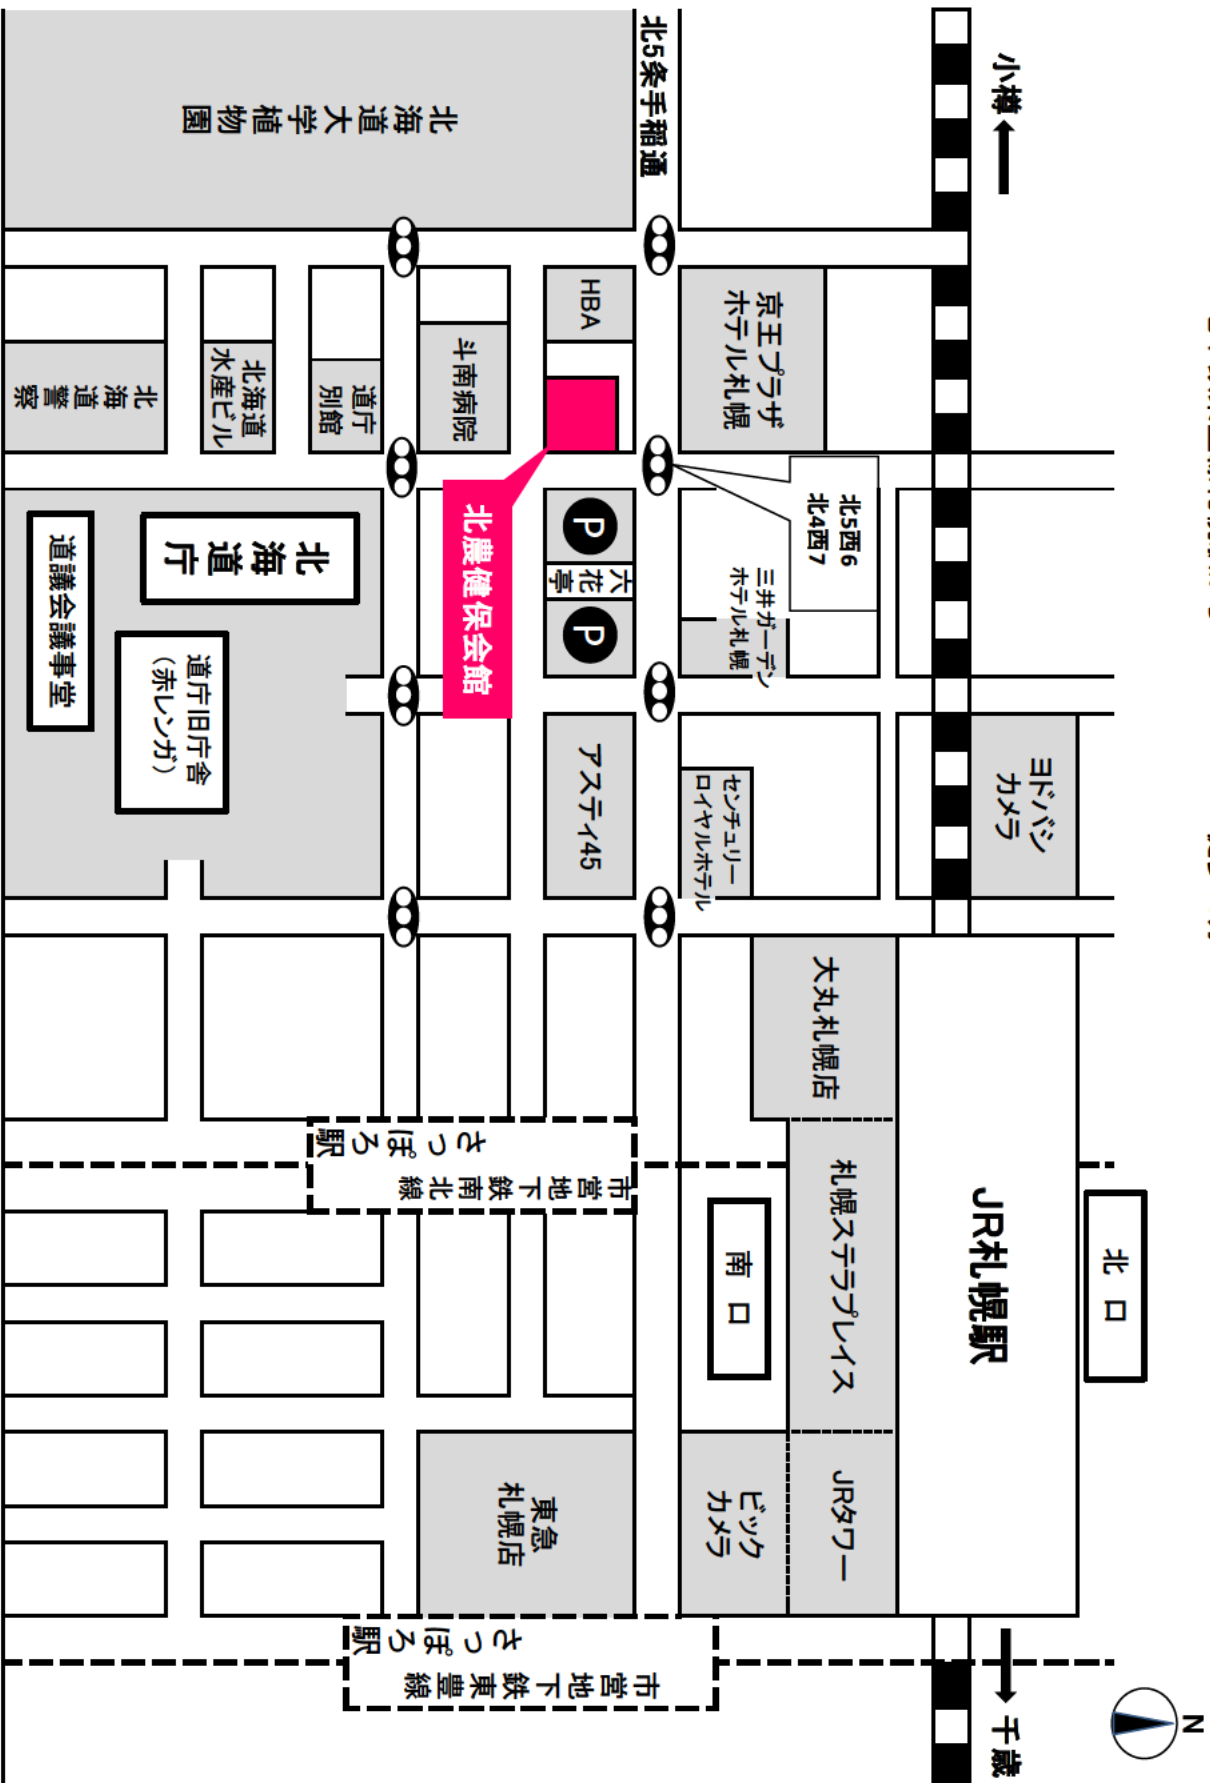 小樽
千歳
N
北口
JR札幌駅
ヨドバシ
カメラ
大丸札幌店
札幌ステラプレイス
JRタワー
南口
ビック
カメラ
京王プラザ
ホテル札幌
北5西6
北4西7
三井ガーデン
ホテル札幌
センチュリー
ロイヤルホテル
北5条手稲通
HBA
P
六花亭
P
アスティ45
斗南病院
北農健保会館
東急
札幌店
さっぽろ駅
市営地下鉄南北線
さっぽろ駅
市営地下鉄東豊線
北海道大学植物園
道庁
別館
北海道
水産ビル
北海道警察
北海道庁
道庁旧庁舎
（赤レンガ）
道議会議事堂